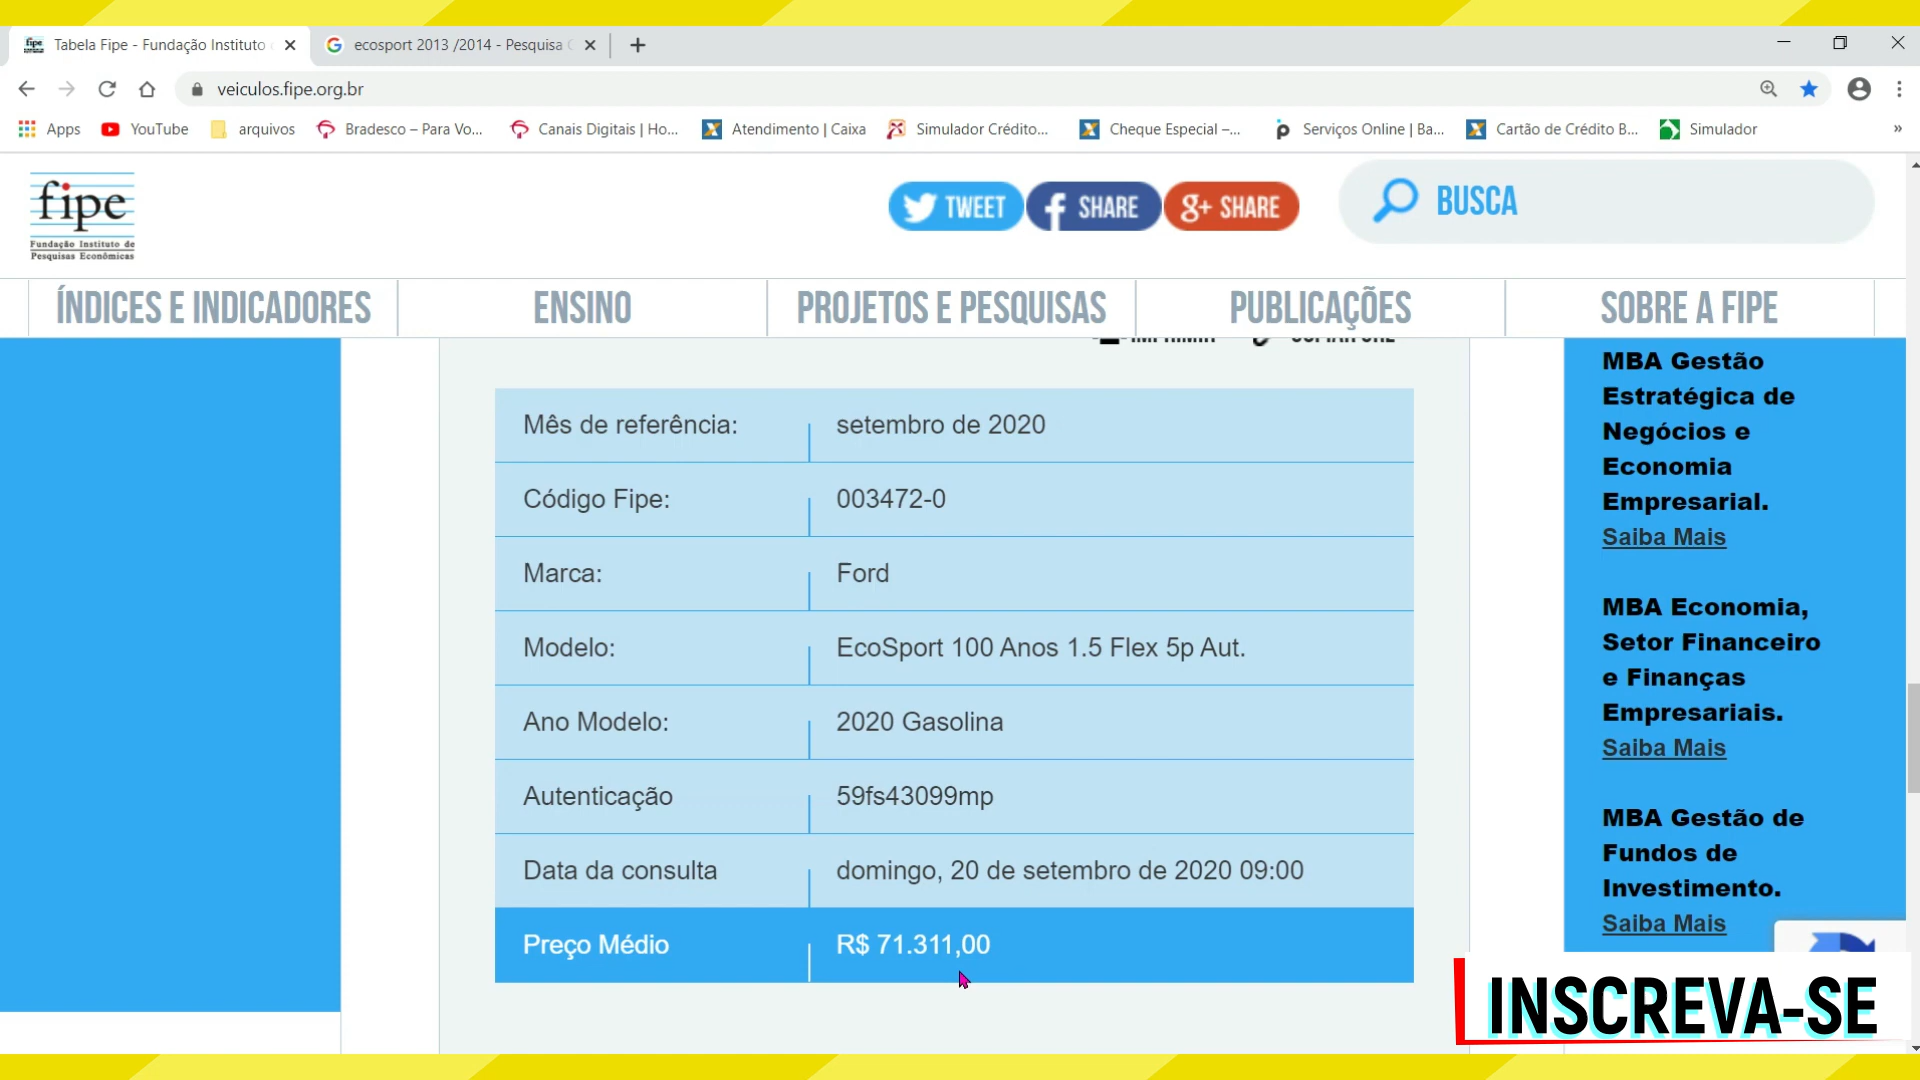 Tabela Fipe - Fundação Instituto
ecosport 2013 /2014 - Pesquisa
veiculos.fipe.org.br
Apps
YouTube
arquivos
Bradesco – Para Vo...
Canais Digitais | Ho...
Atendimento | Caixa
Simulador Crédito...
Cheque Especial –...
Serviços Online | Ba...
Cartão de Crédito B...
Simulador
»
fipe
Fundação Instituto de
Pesquisas Econômicas
TWEET
SHARE
g+ SHARE
BUSCA
ÍNDICES E INDICADORES
ENSINO
PROJETOS E PESQUISAS
PUBLICAÇÕES
SOBRE A FIPE
Mês de referência: setembro de 2020
Código Fipe: 003472-0
Marca: Ford
Modelo: EcoSport 100 Anos 1.5 Flex 5p Aut.
Ano Modelo: 2020 Gasolina
Autenticação 59fs43099mp
Data da consulta domingo, 20 de setembro de 2020 09:00
Preço Médio R$ 71.311,00
MBA Gestão
Estratégica de
Negócios e
Economia
Empresarial.
Saiba Mais
MBA Economia,
Setor Financeiro
e Finanças
Empresariais.
Saiba Mais
MBA Gestão de
Fundos de
Investimento.
Saiba Mais
INSCREVA-SE